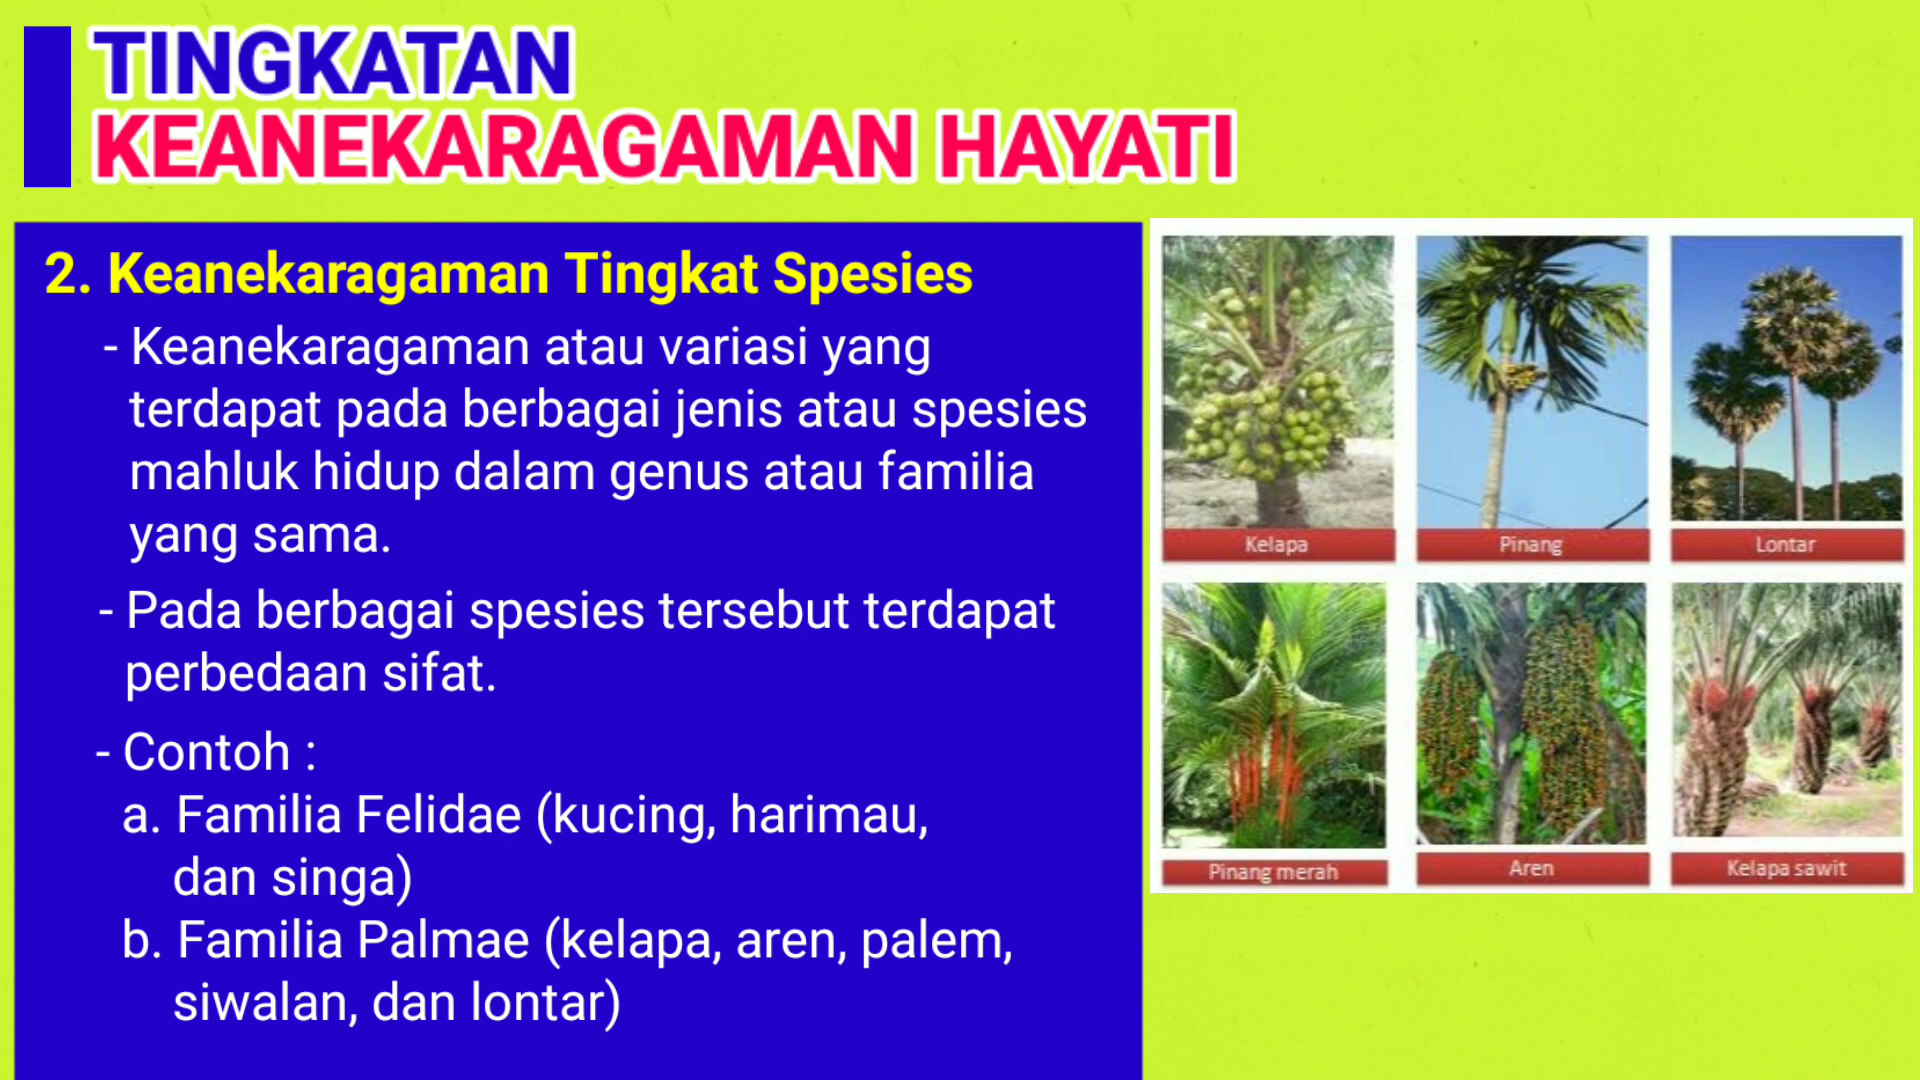 TINGKATAN
KEANEKARAGAMAN HAYATI
2. Keanekaragaman Tingkat Spesies
- Keanekaragaman atau variasi yang
terdapat pada berbagai jenis atau spesies
mahluk hidup dalam genus atau familia
yang sama.
- Pada berbagai spesies tersebut terdapat
perbedaan sifat.
- Contoh :
a. Familia Felidae (kucing, harimau,
dan singa)
b. Familia Palmae (kelapa, aren, palem,
siwalan, dan lontar)
Kelapa
Pinang
Lontar
Pinang merah
Aren
Kelapa sawit